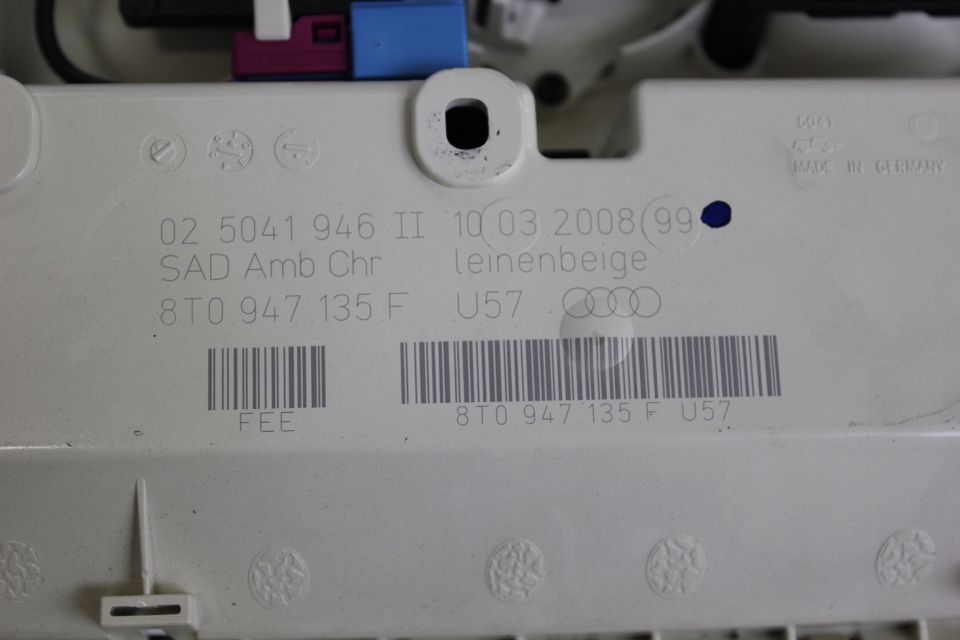 5041
MADE IN GERMANY
02 5041 946 II 10 03 2008 99
SAD Amb Chr leinenbeige
8T0 947 135 F U57
FEE
8T0 947 135 F U57